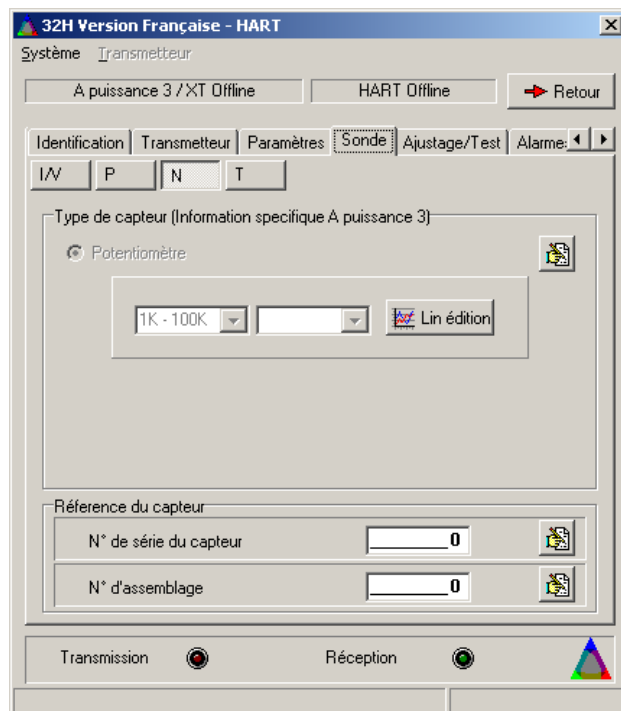 32H Version Française - HART
Système Transmetteur
A puissance 3 / XT Offline HART Offline Retour
Identification Transmetteur Paramètres Sonde Ajustage/Test Alarme
I/V P N T
Type de capteur (Information specifique A puissance 3)
Potentiomètre
1K - 100K Lin édition
Réference du capteur
N° de série du capteur 0
N° d'assemblage 0
Transmission Réception